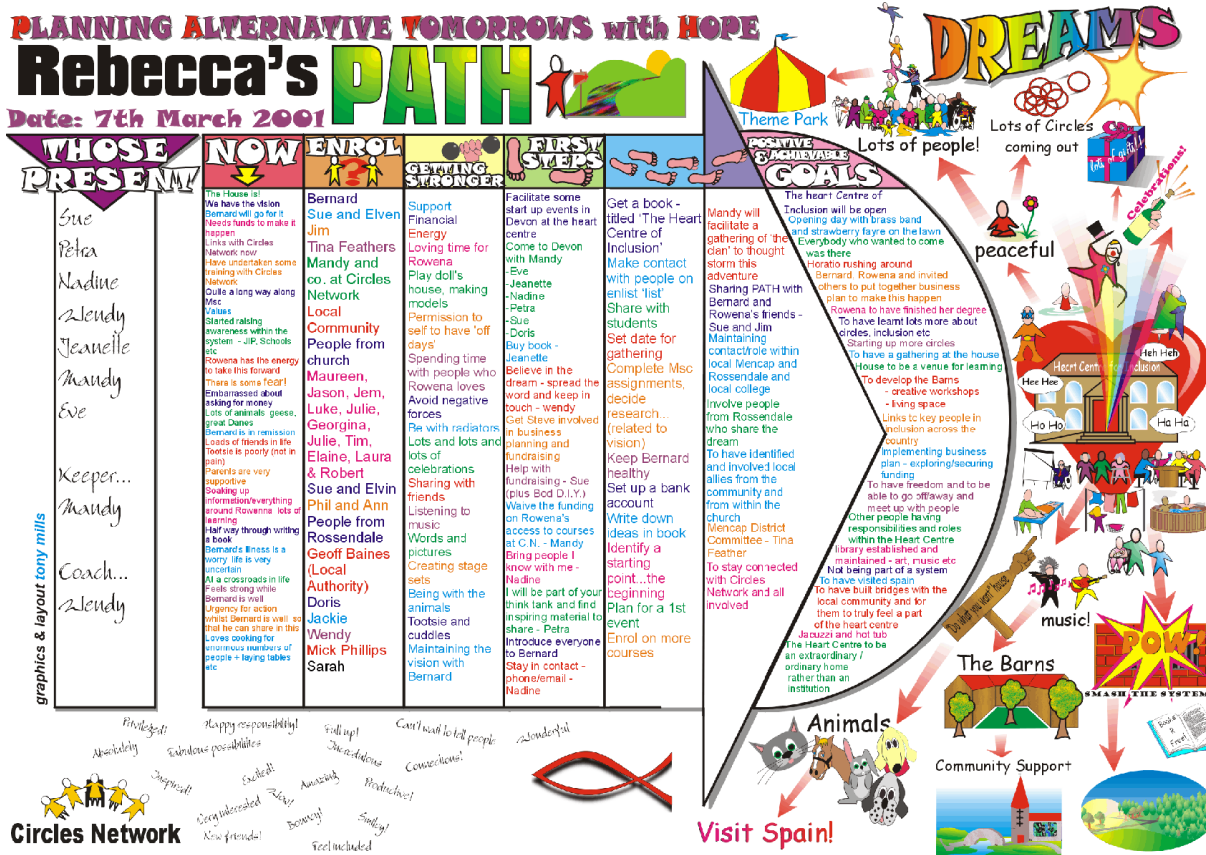 PLANNING ALTERNATIVE TOMORROWS with HOPE
Rebecca's PATH
Date: 7th March 2001
THOSE
PRESENT
Sue
Petra
Nadine
Wendy
Jeanette
Mandy
Eve
Keeper...
Mandy
Coach...
Wendy
graphics & layout tony mills
NOW
The House is!
We have the vision
Bernard will go for it
Needs funds to make it
happen
Links with Circles
Network now
Have undertaken some
training with Circles
Network
Quite a long way along
Msc
Values
Started raising
awareness within the
system - JIP, Schools
etc
Rowena has the energy
to take this forward
There is some fear!
Embarrassed about
asking for money
Lots of animals geese,
great Danes
Bernard is in remission
Loads of friends in life
Tootsie is poorly (not in
pain)
Parents are very
supportive
Soaking up
information/everything
around Rowenna lots of
learning
Half way through writing
a book
Bernard's illness is a
worry life is very
uncertain
At a crossroads in life
Feels strong while
Bernard is well
Urgency for action
whilst Bernard is well so
that he can share in this
Loves cooking for
enormous numbers of
people + laying tables
etc
ENROL
?
Bernard
Sue and Elven
Jim
Tina Feathers
Mandy and
co. at Circles
Network
Local
Community
People from
church
Maureen,
Jason, Jem,
Luke, Julie,
Georgina,
Julie, Tim,
Elaine, Laura
& Robert
Sue and Elvin
Phil and Ann
People from
Rossendale
Geoff Baines
(Local
Authority)
Doris
Jackie
Wendy
Mick Phillips
Sarah
GETTING
STRONGER
Support
Financial
Energy
Loving time for
Rowena
Play doll's
house, making
models
Permission to
self to have 'off
days'
Spending time
with people who
Rowena loves
Avoid negative
forces
Be with radiators
Lots and lots and
lots of
celebrations
Sharing with
friends
Listening to
music
Words and
pictures
Creating stage
sets
Being with the
animals
Tootsie and
cuddles
Maintaining the
vision with
Bernard
FIRST
STEPS
Facilitate some
start up events in
Devon at the heart
centre
Come to Devon
with Mandy
-Eve
-Jeanette
-Nadine
-Petra
-Sue
-Doris
Buy book -
Jeanette
Believe in the
dream - spread the
word and keep in
touch - wendy
Get Steve involved
in business
planning and
fundraising
Help with
fundraising - Sue
(plus Bod D.I.Y.)
Waive the funding
on Rowena's
access to courses
at C.N. - Mandy
Bring people I
know with me -
Nadine
I will be part of your
think tank and find
inspiring material to
share - Petra
Introduce everyone
to Bernard
Stay in contact -
phone/email -
Nadine
Get a book -
titled 'The Heart
Centre of
Inclusion'
Make contact
with people on
enlist 'list'
Share with
students
Set date for
gathering
Complete Msc
assignments,
decide
research...
(related to
vision)
Keep Bernard
healthy
Set up a bank
account
Write down
ideas in book
Identify a
starting
point...the
beginning
Plan for a 1st
event
Enrol on more
courses
Mandy will
facilitate a
gathering of 'the
clan' to thought
storm this
adventure
Sharing PATH with
Bernard and
Rowena's friends -
Sue and Jim
Maintaining
contact/role within
local Mencap and
Rossendale and
local college
Involve people
from Rossendale
who share the
dream
To have identified
and involved local
allies from the
community and
from within the
church
Mencap District
Committee - Tina
Feather
To stay connected
with Circles
Network and all
involved
POSITIVE
& ACHIEVABLE
GOALS
The heart Centre of
Inclusion will be open
Opening day with brass band
and strawberry fayre on the lawn
Everybody who wanted to come
was there
Horatio rushing around
Bernard, Rowena and invited
others to put together business
plan to make this happen
Rowena to have finished her degree
To have learnt lots more about
circles, inclusion etc
Starting up more circles
To have a gathering at the house
House to be a venue for learning
To develop the Barns
- creative workshops
- living space
Links to key people in
inclusion across the
country
Implementing business
plan - exploring/securing
funding
To have freedom and to be
able to go off/away and
meet up with people
Other people having
responsibilities and roles
within the Heart Centre
library established and
maintained - art, music etc
Not being part of a system
To have visited spain
To have built bridges with the
local community and for
them to truly feel a part
of the heart centre
Jacuzzi and hot tub
The Heart Centre to be
an extraordinary /
ordinary home
rather than an
institution
DREAMS
Theme Park
Lots of people!
Lots of Circles
coming out
lots of gifts!
Celebrations!
peaceful
Heart Centre for Inclusion
Heh Heh
Hee Hee
Ho Ho
Ha Ha
Do what you want' house
music!
POW!
SMASH THE SYSTEM
The Barns
Books
Community Support
Animals
Visit Spain!
Privileged!
Absolutely
Happy responsibility!
Fabulous possibilities
Full up!
Incredulous
Can't wait to tell people
Connections!
Wonderful
Inspired!
Excited!
Wow!
Amazing
Productive!
Very interested
New friends!
Bouncy!
Smiley!
Feel included
Circles Network